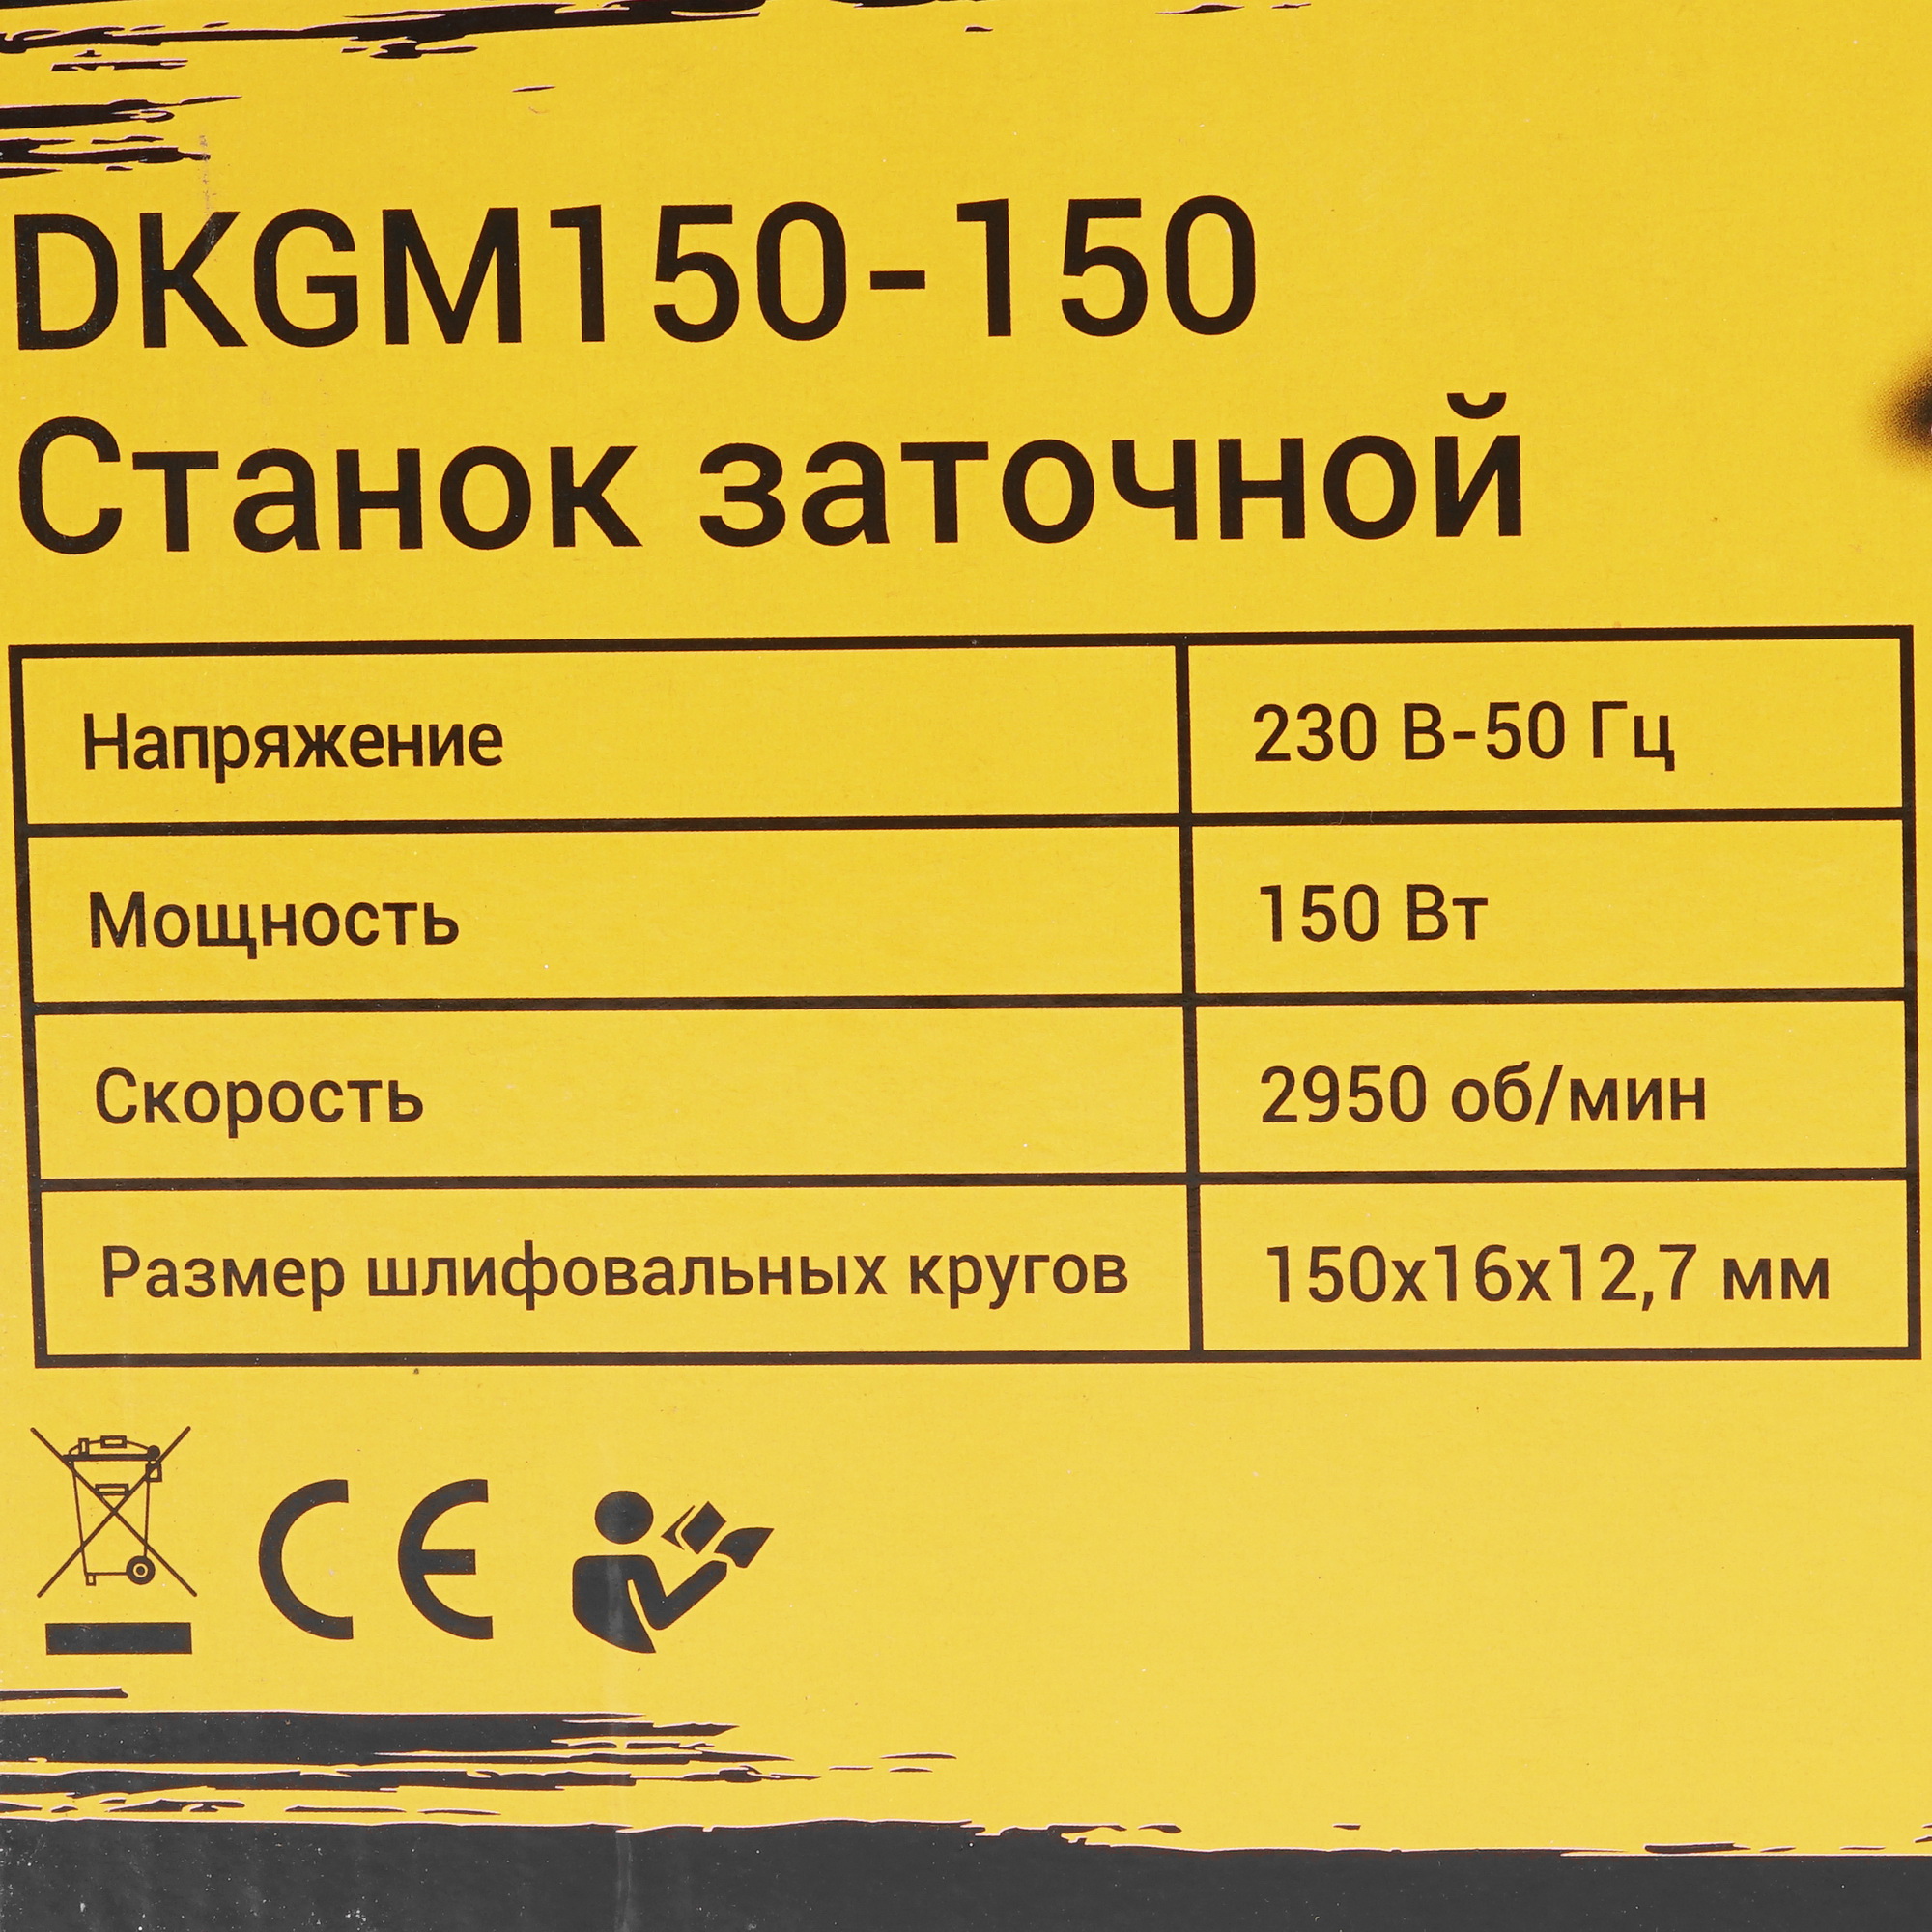 DKGM150-150
Станок заточной
Напряжение 230 В-50 Гц
Мощность 150 Вт
Скорость 2950 об/мин
Размер шлифовальных кругов 150х16х12,7 мм
CE